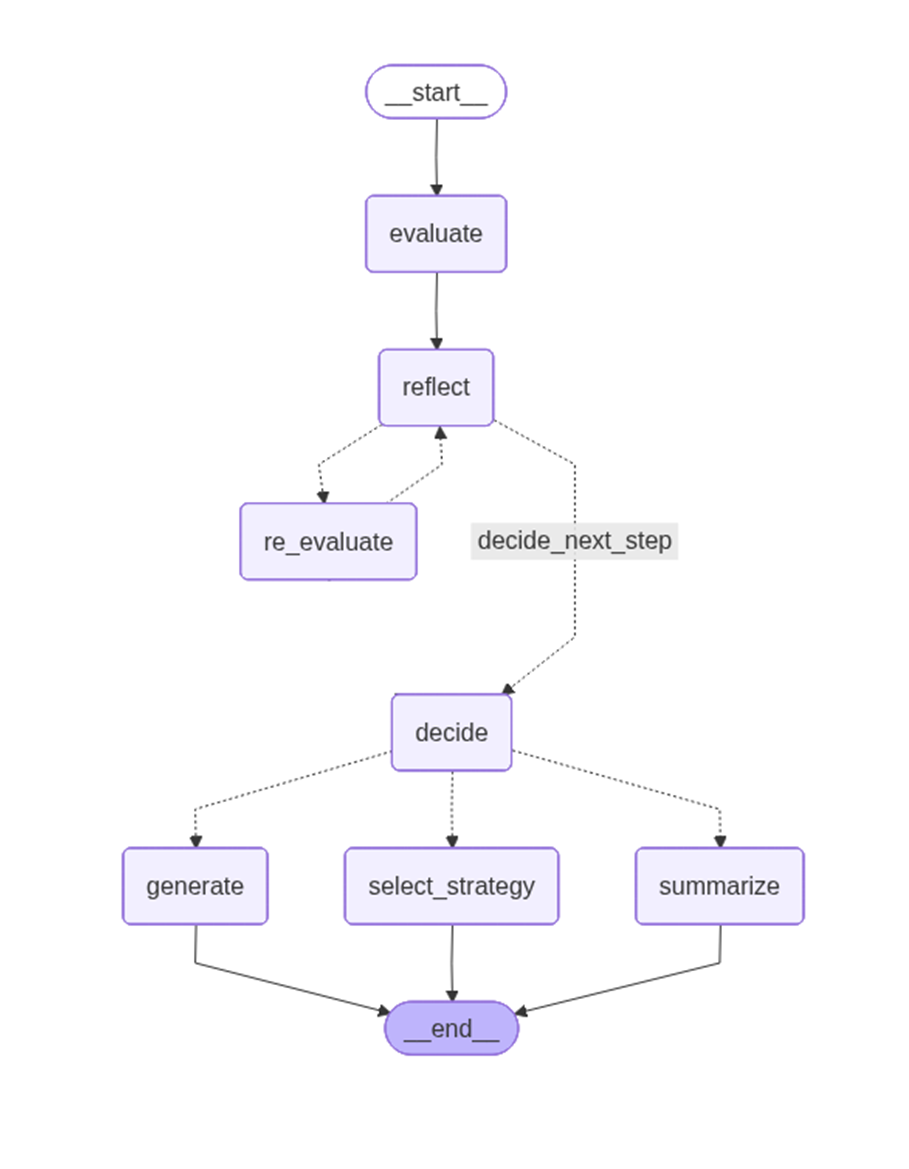 __start__
evaluate
reflect
re_evaluate
decide_next_step
decide
generate
select_strategy
summarize
__end__